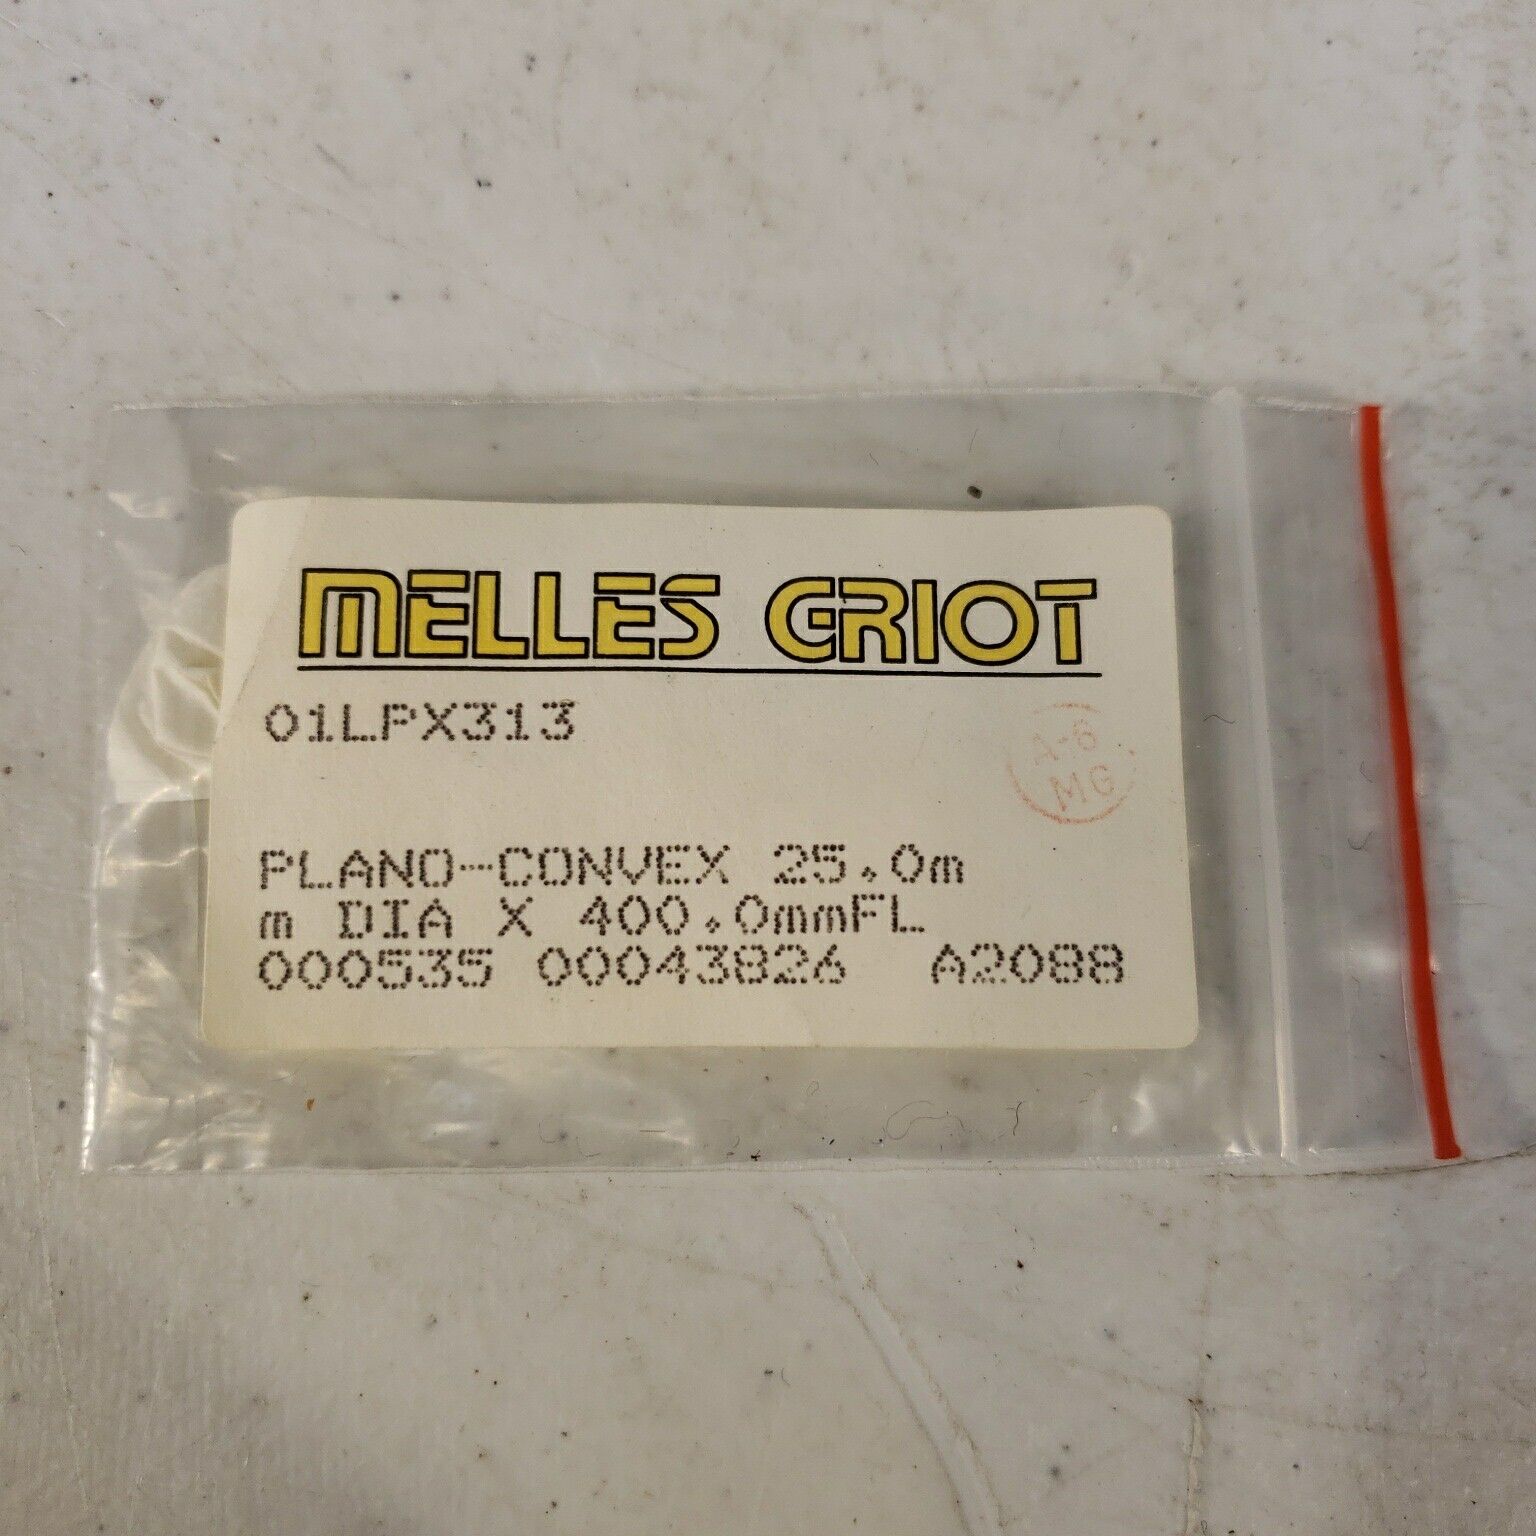 MELLES GRIOT
01LPX313
A-6
MG
PLANO-CONVEX 25.0m
m DIA X 400.0mmFL
000535 00043826 A2088